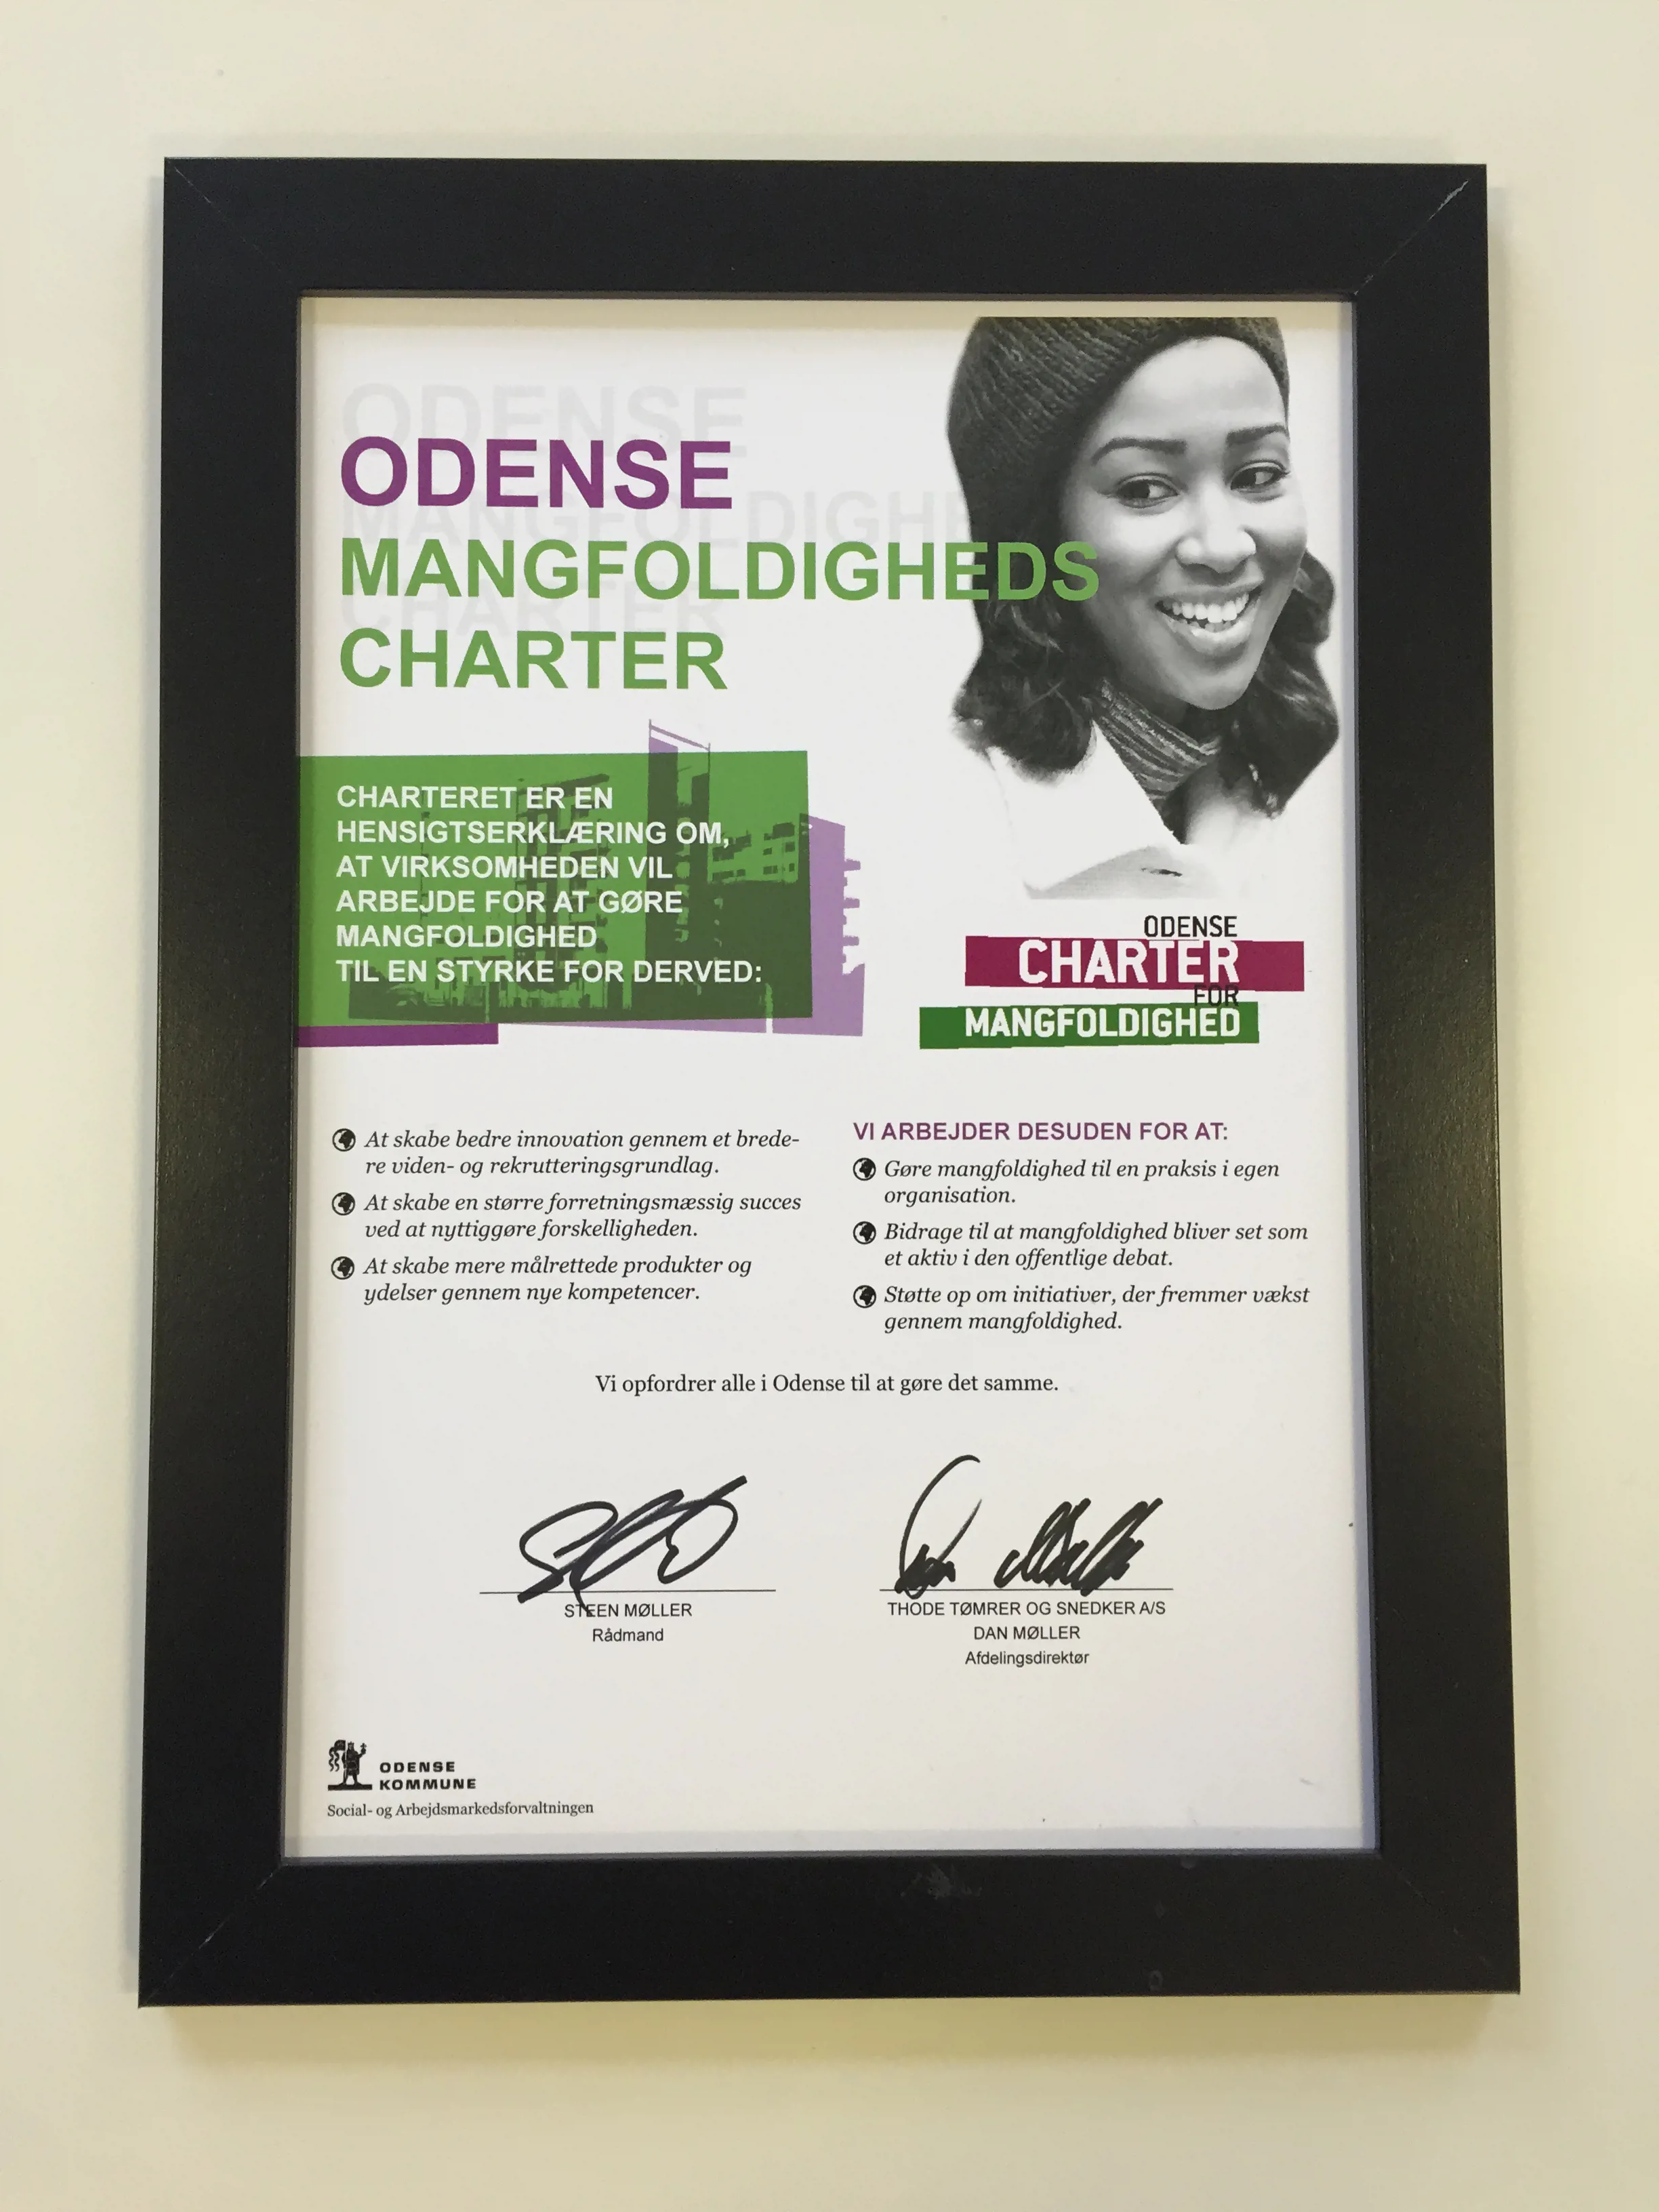 ODENSE
MANGFOLDIGHEDS
CHARTER
CHARTERET ER EN
HENSIGTSERKLÆRING OM,
AT VIRKSOMHEDEN VIL
ARBEJDE FOR AT GØRE
MANGFOLDIGHED
TIL EN STYRKE FOR DERVED:
ODENSE
CHARTER
FOR
MANGFOLDIGHED
At skabe bedre innovation gennem et brede-
re viden- og rekrutteringsgrundlag.
At skabe en større forretningsmæssig succes
ved at nyttiggøre forskelligheden.
At skabe mere målrettede produkter og
ydelser gennem nye kompetencer.
VI ARBEJDER DESUDEN FOR AT:
Gøre mangfoldighed til en praksis i egen
organisation.
Bidrage til at mangfoldighed bliver set som
et aktiv i den offentlige debat.
Støtte op om initiativer, der fremmer vækst
gennem mangfoldighed.
Vi opfordrer alle i Odense til at gøre det samme.
STEEN MØLLER
Rådmand
THODE TØMRER OG SNEDKER A/S
DAN MØLLER
Afdelingsdirektør
ODENSE
KOMMUNE
Social- og Arbejdsmarkedsforvaltningen